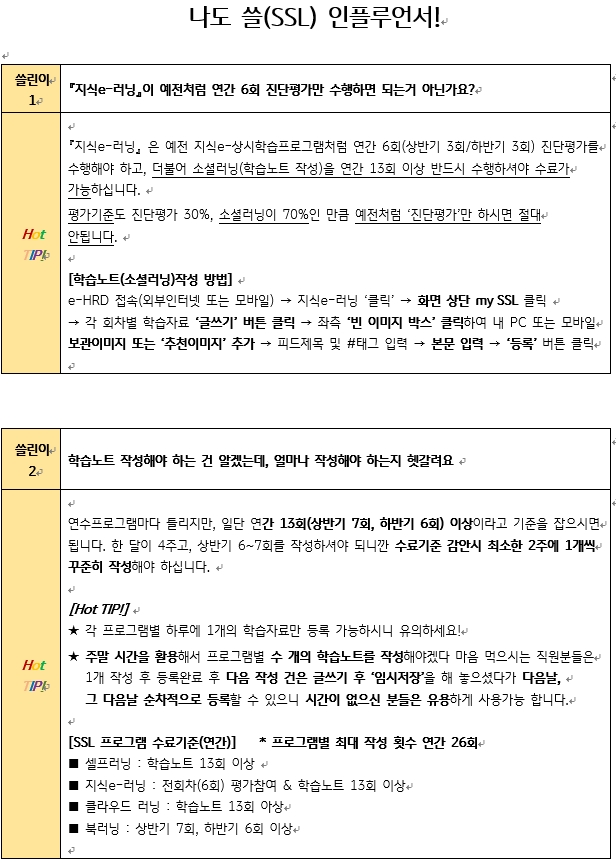 나도 쓸(SSL) 인플루언서!
쓸린이
1
『지식e-러닝』이 예전처럼 연간 6회 진단평가만 수행하면 되는거 아닌가요?
Hot
TIP!
『지식e-러닝』 은 예전 지식e-상시학습프로그램처럼 연간 6회(상반기 3회/하반기 3회) 진단평가를
수행해야 하고, 더불어 소셜러닝(학습노트 작성)을 연간 13회 이상 반드시 수행하셔야 수료가
가능하십니다.
평가기준도 진단평가 30%, 소셜러닝이 70%인 만큼 예전처럼 ‘진단평가’만 하시면 절대
안됩니다.
[학습노트(소셜러닝)작성 방법]
e-HRD 접속(외부인터넷 또는 모바일) → 지식e-러닝 ‘클릭’ → 화면 상단 my SSL 클릭
→ 각 회차별 학습자료 ‘글쓰기’ 버튼 클릭 → 좌측 ‘빈 이미지 박스’ 클릭하여 내 PC 또는 모바일
보관이미지 또는 ‘추천이미지’ 추가 → 피드제목 및 #태그 입력 → 본문 입력 → ‘등록’ 버튼 클릭
쓸린이
2
학습노트 작성해야 하는 건 알겠는데, 얼마나 작성해야 하는지 헷갈려요
Hot
TIP!
연수프로그램마다 틀리지만, 일단 연간 13회(상반기 7회, 하반기 6회) 이상이라고 기준을 잡으시면
됩니다. 한 달이 4주고, 상반기 6~7회를 작성하셔야 되니깐 수료기준 감안시 최소한 2주에 1개씩
꾸준히 작성해야 하십니다.
[Hot TIP!]
★ 각 프로그램별 하루에 1개의 학습자료만 등록 가능하시니 유의하세요!
★ 주말 시간을 활용해서 프로그램별 수 개의 학습노트를 작성해야겠다 마음 먹으시는 직원분들은
1개 작성 후 등록완료 후 다음 작성 건은 글쓰기 후 ‘임시저장’을 해 놓으셨다가 다음날,
그 다음날 순차적으로 등록할 수 있으니 시간이 없으신 분들은 유용하게 사용가능 합니다.
[SSL 프로그램 수료기준(연간)] * 프로그램별 최대 작성 횟수 연간 26회
■ 셀프러닝 : 학습노트 13회 이상
■ 지식e-러닝 : 전회차(6회) 평가참여 & 학습노트 13회 이상
■ 클라우드 러닝 : 학습노트 13회 아상
■ 북러닝 : 상반기 7회, 하반기 6회 이상